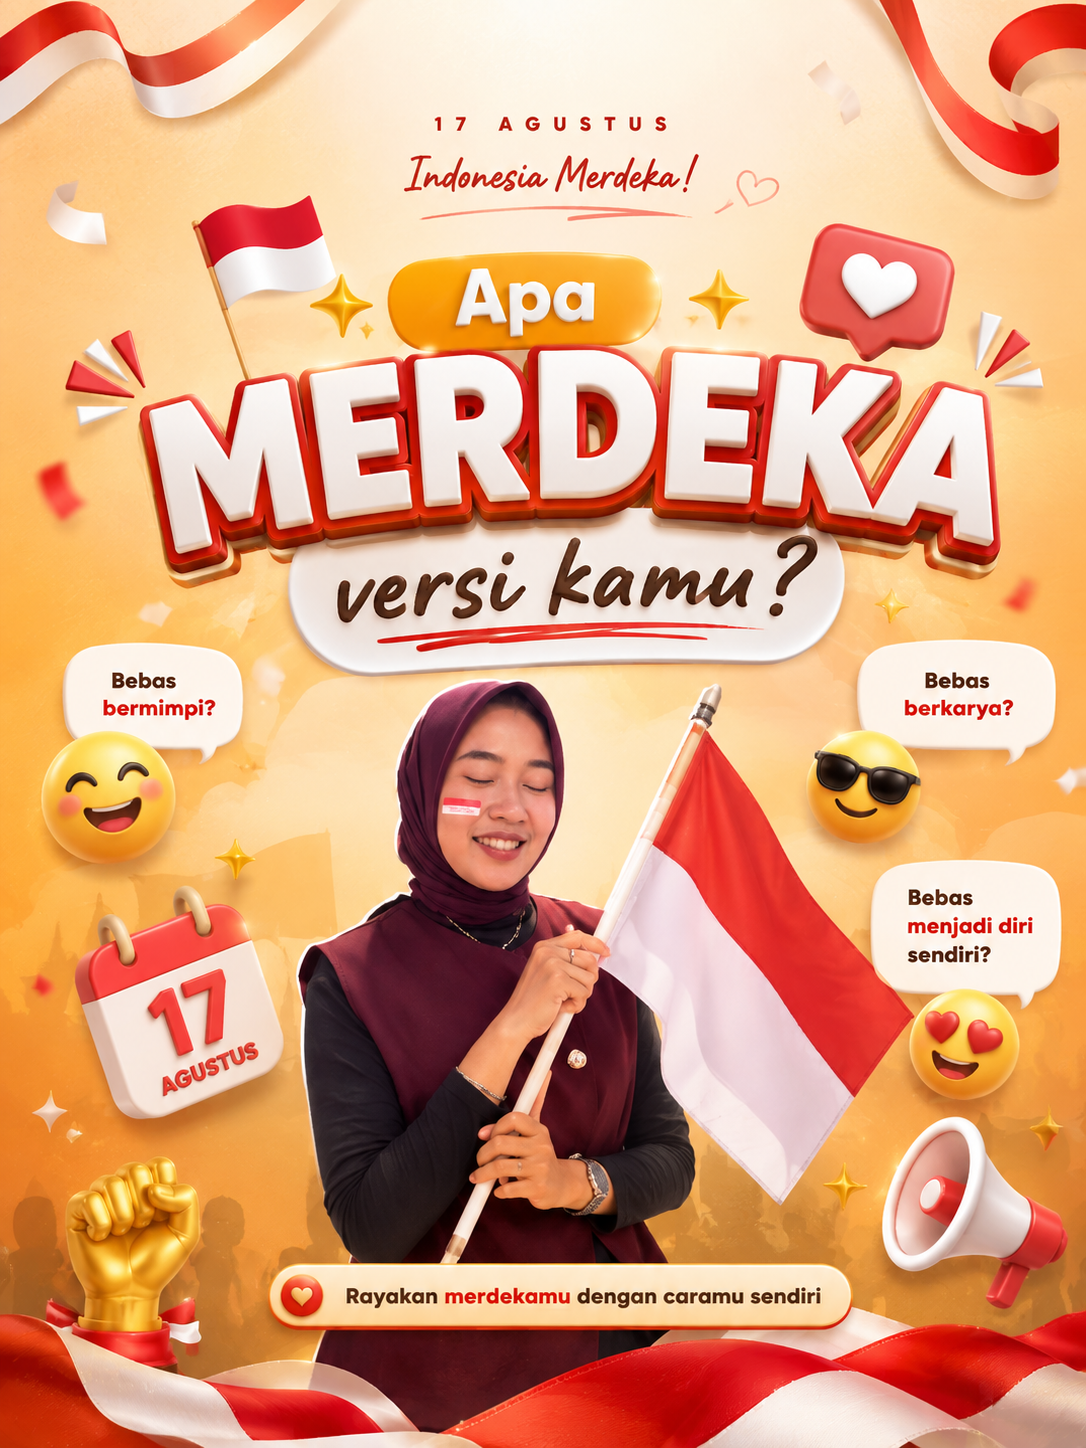 17 AGUSTUS
Indonesia Merdeka!
Apa
MERDEKA
versi kamu?
Bebas
bermimpi?
Bebas
berkarya?
Bebas
menjadi diri
sendiri?
17
AGUSTUS
Rayakan merdekamu dengan caramu sendiri